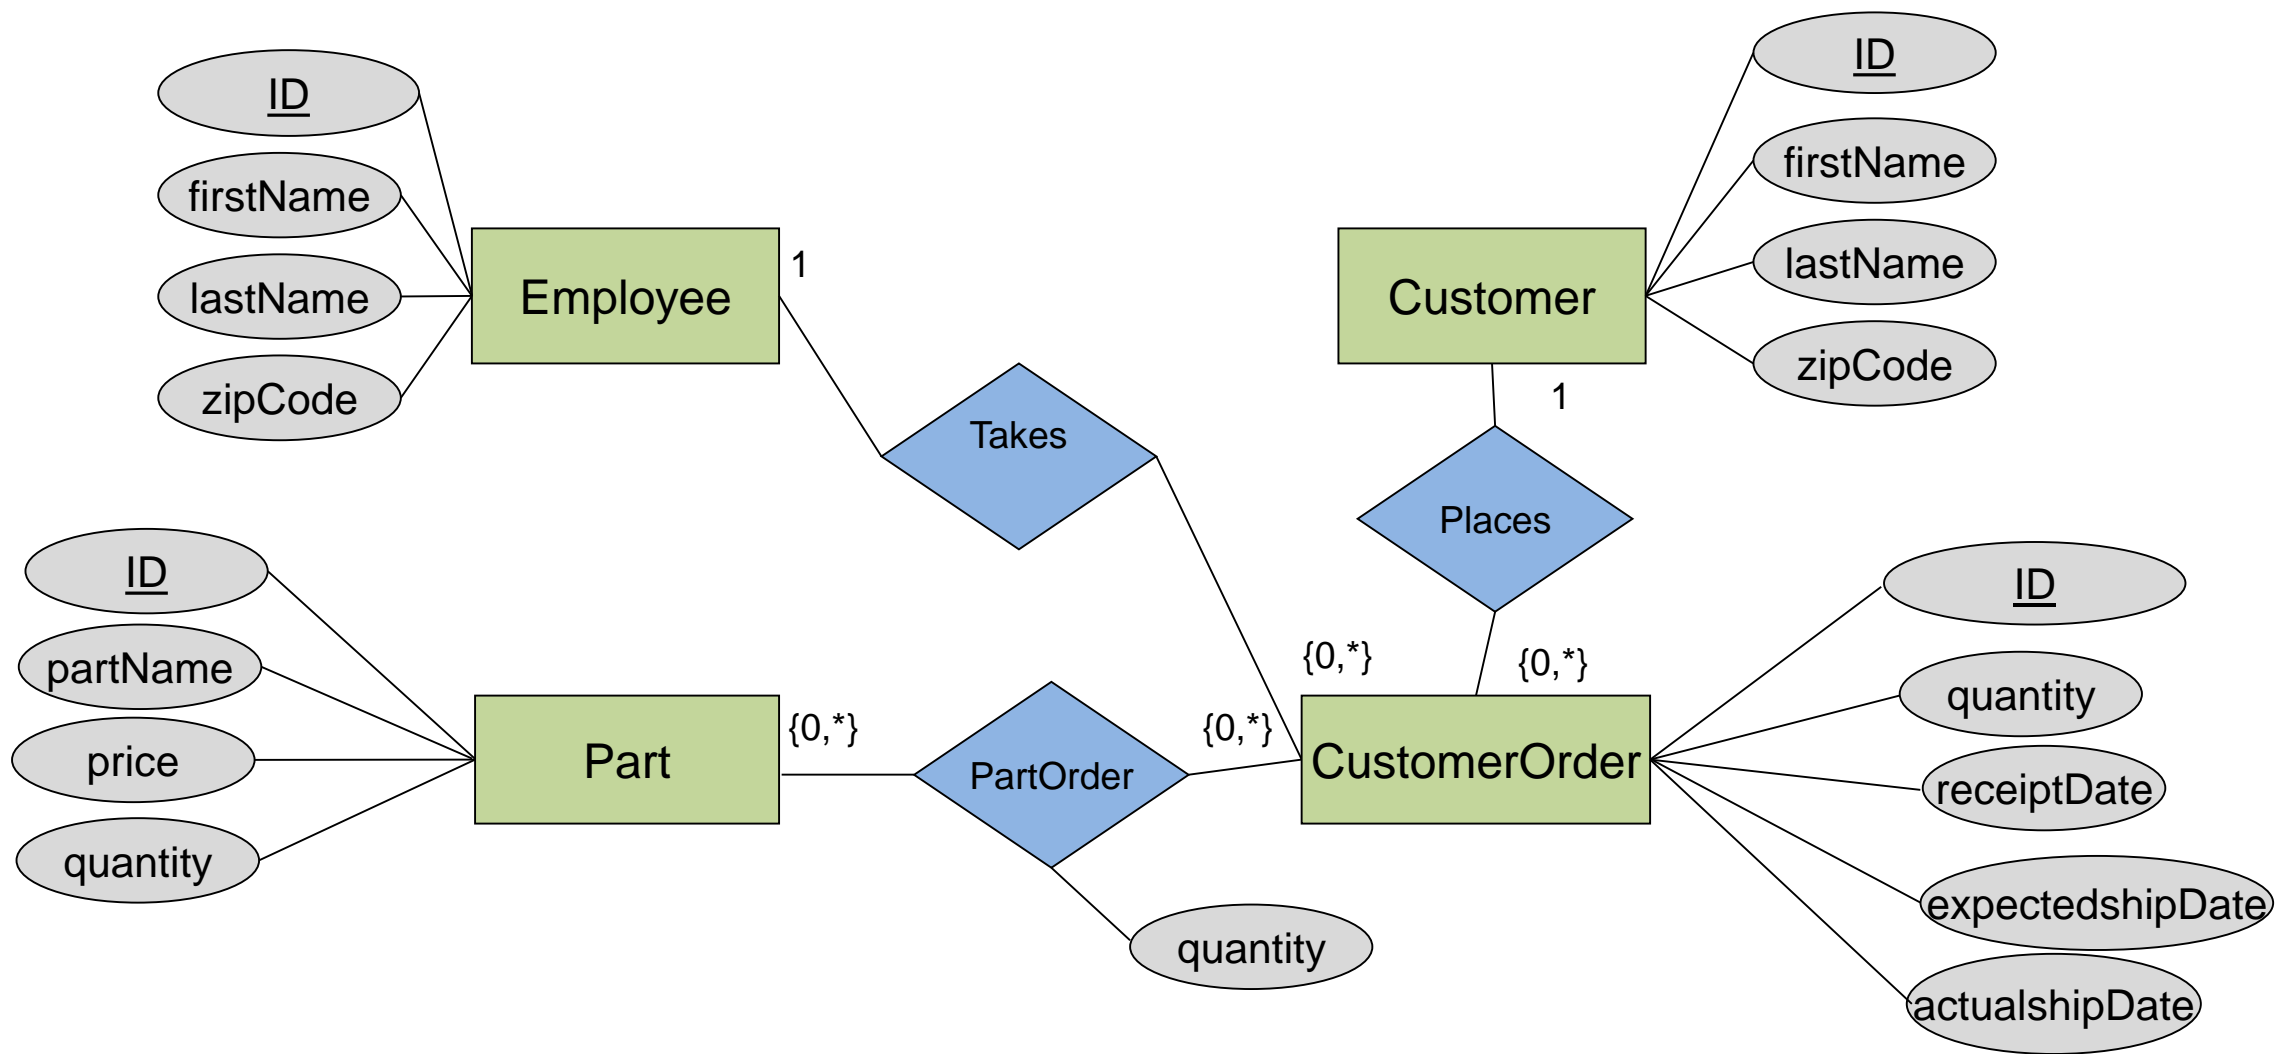 ID
firstName
lastName
zipCode
Employee
1
Takes
ID
firstName
lastName
zipCode
Customer
1
Places
{0,*}
{0,*}
ID
partName
price
quantity
Part
{0,*}
PartOrder
{0,*}
quantity
CustomerOrder
ID
quantity
receiptDate
expectedshipDate
actualshipDate